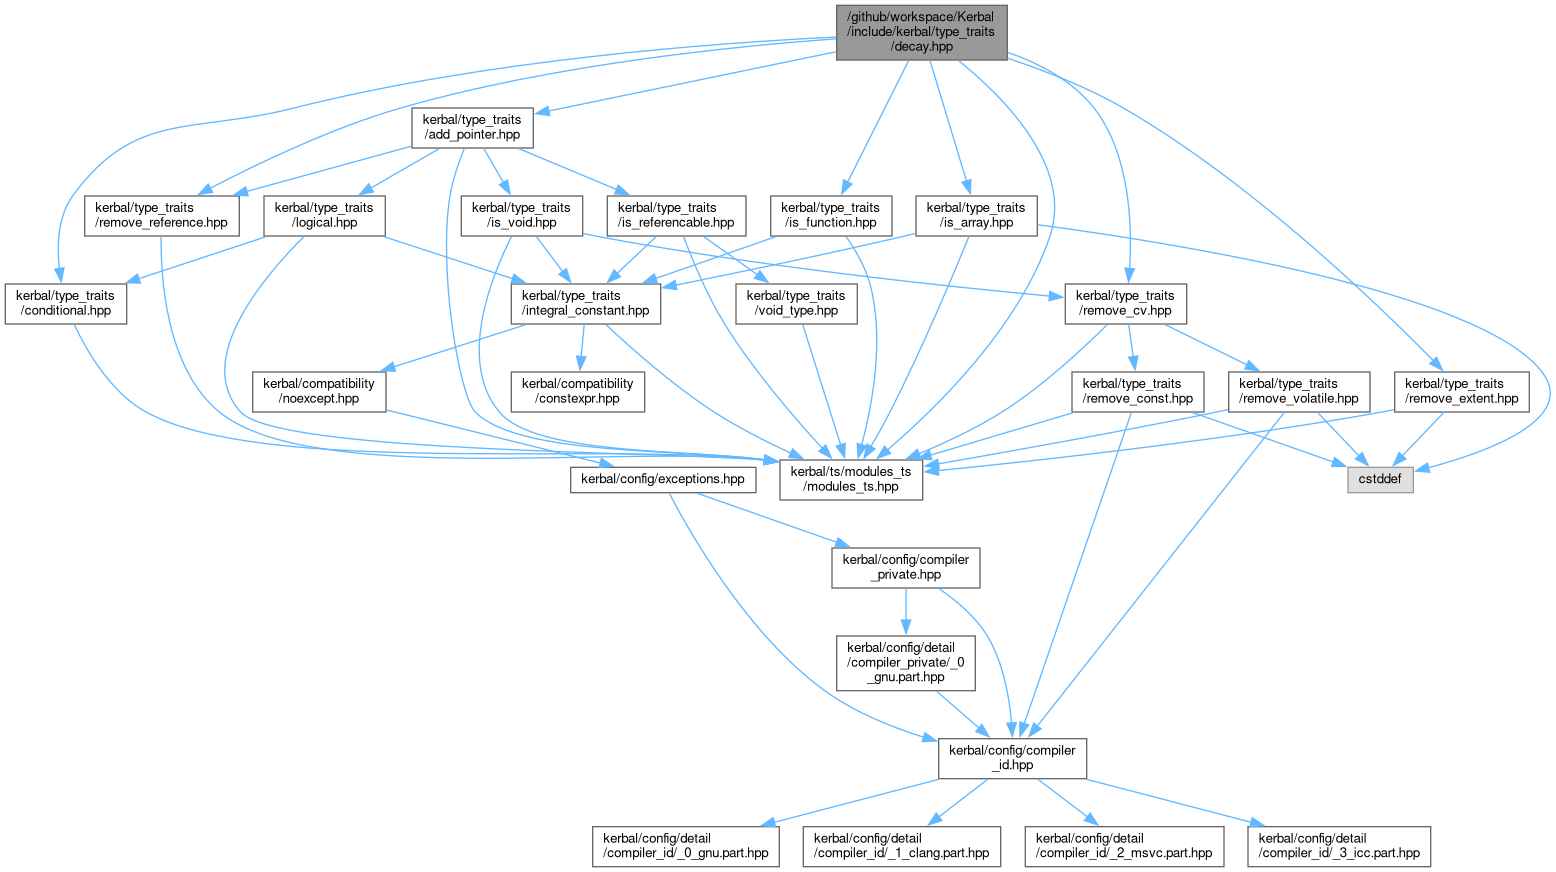 /github/workspace/Kerbal
/include/kerbal/type_traits
/decay.hpp
kerbal/type_traits
/add_pointer.hpp
kerbal/type_traits
/remove_reference.hpp
kerbal/type_traits
/logical.hpp
kerbal/type_traits
/is_void.hpp
kerbal/type_traits
/is_referencable.hpp
kerbal/type_traits
/is_function.hpp
kerbal/type_traits
/is_array.hpp
kerbal/type_traits
/conditional.hpp
kerbal/type_traits
/integral_constant.hpp
kerbal/type_traits
/void_type.hpp
kerbal/type_traits
/remove_cv.hpp
kerbal/compatibility
/noexcept.hpp
kerbal/compatibility
/constexpr.hpp
kerbal/type_traits
/remove_const.hpp
kerbal/type_traits
/remove_volatile.hpp
kerbal/type_traits
/remove_extent.hpp
kerbal/config/exceptions.hpp
kerbal/ts/modules_ts
/modules_ts.hpp
cstddef
kerbal/config/compiler
_private.hpp
kerbal/config/detail
/compiler_private/_0
_gnu.part.hpp
kerbal/config/compiler
_id.hpp
kerbal/config/detail
/compiler_id/_0_gnu.part.hpp
kerbal/config/detail
/compiler_id/_1_clang.part.hpp
kerbal/config/detail
/compiler_id/_2_msvc.part.hpp
kerbal/config/detail
/compiler_id/_3_icc.part.hpp